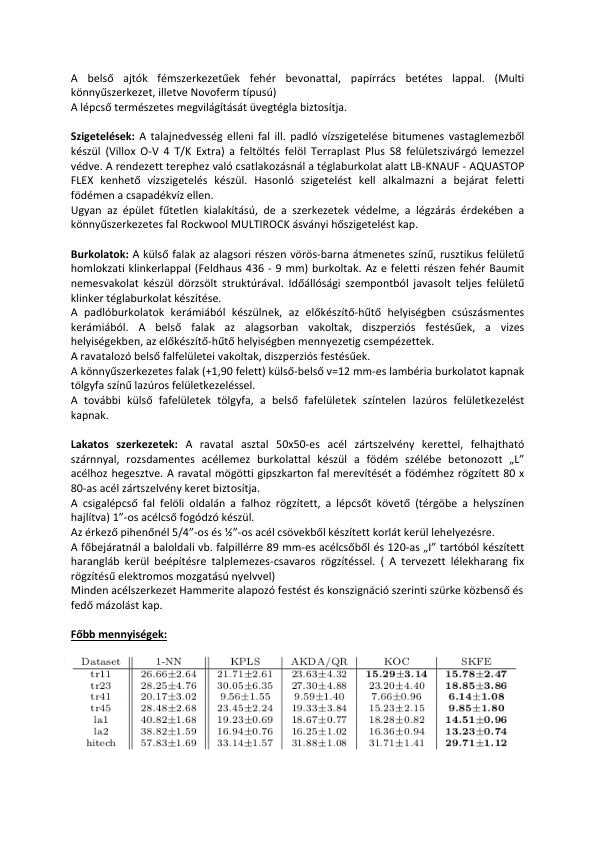 A belső ajtók fémszerkezetűek fehér bevonattal, papírrács betétes lappal. (Multi
könnyűszerkezet, illetve Novoferm típusú)
A lépcső természetes megvilágítását üvegtégla biztosítja.
Szigetelések: A talajnedvesség elleni fal ill. padló vízszigetelése bitumenes vastaglemezből
készül (Villox O-V 4 T/K Extra) a feltöltés felöl Terraplast Plus S8 felületszivárgó lemezzel
védve. A rendezett terephez való csatlakozásnál a téglaburkolat alatt LB-KNAUF - AQUASTOP
FLEX kenhető vízszigetelés készül. Hasonló szigetelést kell alkalmazni a bejárat feletti
födémen a csapadékvíz ellen.
Ugyan az épület fűtetlen kialakítású, de a szerkezetek védelme, a légzárás érdekében a
könnyűszerkezetes fal Rockwool MULTIROCK ásványi hőszigetelést kap.
Burkolatok: A külső falak az alagsori részen vörös-barna átmenetes színű, rusztikus felületű
homlokzati klinkerlappal (Feldhaus 436 - 9 mm) burkoltak. Az e feletti részen fehér Baumit
nemesvakolat készül dörzsölt struktúrával. Időállósági szempontból javasolt teljes felületű
klinker téglaburkolat készítése.
A padlóburkolatok kerámiából készülnek, az előkészítő-hűtő helyiségben csúszásmentes
kerámiából. A belső falak az alagsorban vakoltak, diszperziós festésűek, a vizes
helyiségekben, az előkészítő-hűtő helyiségben mennyezetig csempézettek.
A ravatalozó belső falfelületei vakoltak, diszperziós festésűek.
A könnyűszerkezetes falak (+1,90 felett) külső-belső v=12 mm-es lambéria burkolatot kapnak
tölgyfa színű lazúros felületkezeléssel.
A további külső fafelületek tölgyfa, a belső fafelületek színtelen lazúros felületkezelést
kapnak.
Lakatos szerkezetek: A ravatal asztal 50x50-es acél zártszelvény kerettel, felhajtható
szárnnyal, rozsdamentes acéllemez burkolattal készül a födém szélébe betonozott „L”
acélhoz hegesztve. A ravatal mögötti gipszkarton fal merevítését a födémhez rögzített 80 x
80-as acél zártszelvény keret biztosítja.
A csigalépcső fal felöli oldalán a falhoz rögzített, a lépcsőt követő (térgöbe a helyszínen
hajlítva) 1”-os acélcső fogódzó készül.
Az érkező pihenőnél 5/4”-os és ½”-os acél csövekből készített korlát kerül lehelyezésre.
A főbejáratnál a baloldali vb. falpillérre 89 mm-es acélcsőből és 120-as „I” tartóból készített
harangláb kerül beépítésre talplemezes-csavaros rögzítéssel. ( A tervezett lélekharang fix
rögzítésű elektromos mozgatású nyelvvel)
Minden acélszerkezet Hammerite alapozó festést és konszignáció szerinti szürke közbenső és
fedő mázolást kap.
Főbb mennyiségek:
Dataset 1-NN KPLS AKDA/QR KOC SKFE
tr11 26.66±2.64 21.71±2.61 23.63±4.32 15.29±3.14 15.78±2.47
tr23 28.25±4.76 30.05±6.35 27.30±4.88 23.20±4.40 18.85±3.86
tr41 20.17±3.02 9.56±1.55 9.59±1.40 7.66±0.96 6.14±1.08
tr45 28.48±2.68 23.45±2.24 19.33±3.84 15.23±2.15 9.85±1.80
la1 40.82±1.68 19.23±0.69 18.67±0.77 18.28±0.82 14.51±0.96
la2 38.82±1.59 16.94±0.76 16.25±1.02 16.36±0.94 13.23±0.74
hitech 57.83±1.69 33.14±1.57 31.88±1.08 31.71±1.41 29.71±1.12